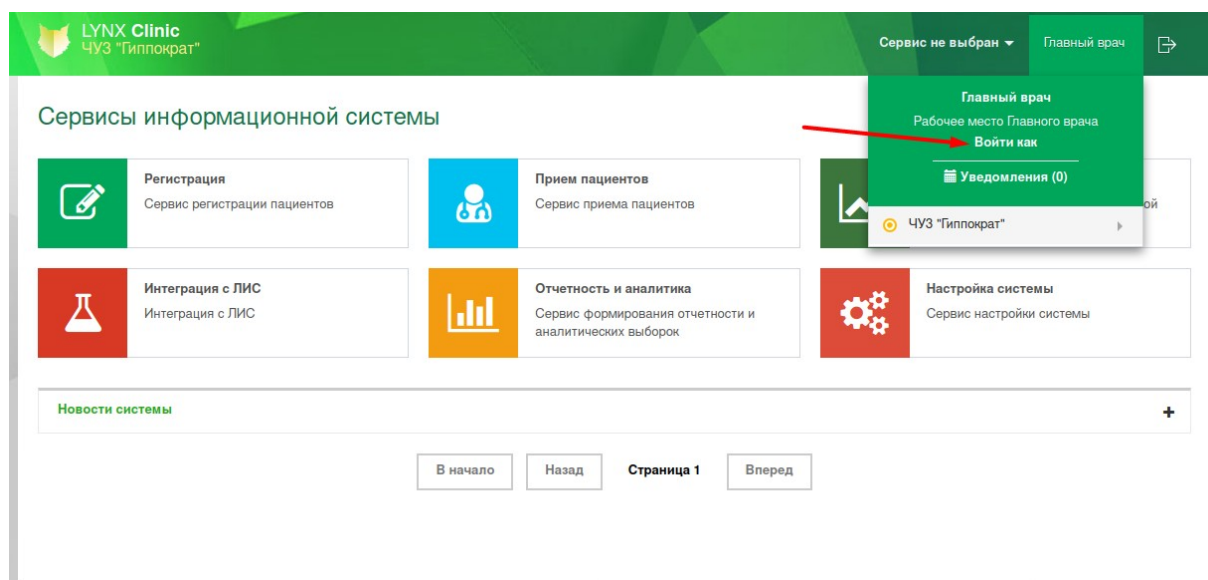 LYNX Clinic
ЧУЗ "Гиппократ"
Сервис не выбран
Главный врач
Главный врач
Рабочее место Главного врача
Войти как
Уведомления (0)
ЧУЗ "Гиппократ"
Сервисы информационной системы
Регистрация
Сервис регистрации пациентов
Прием пациентов
Сервис приема пациентов
Интеграция с ЛИС
Интеграция с ЛИС
Отчетность и аналитика
Сервис формирования отчетности и
аналитических выборок
Настройка системы
Сервис настройки системы
Новости системы
В начало
Назад
Страница 1
Вперед